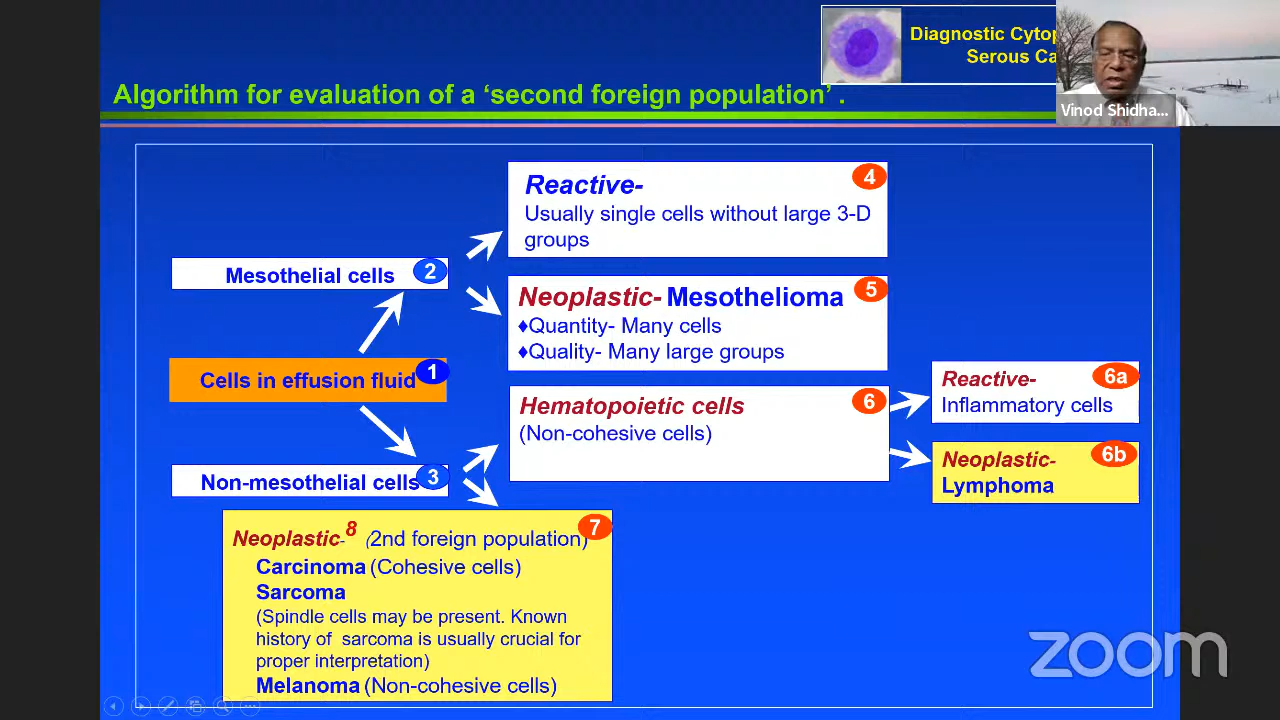 Diagnostic
Serous
Vinod Shidha...
Algorithm for evaluation of a ‘second foreign population’ .
Reactive-
4
Usually single cells without large 3-D
groups
Mesothelial cells
2
Neoplastic- Mesothelioma
5
♦Quantity- Many cells
♦Quality- Many large groups
Cells in effusion fluid
1
Hematopoietic cells
6
(Non-cohesive cells)
Reactive-
6a
Inflammatory cells
Neoplastic-
6b
Lymphoma
Non-mesothelial cells
3
Neoplastic-8 (2nd foreign population)
7
Carcinoma (Cohesive cells)
Sarcoma
(Spindle cells may be present. Known
history of sarcoma is usually crucial for
proper interpretation)
Melanoma (Non-cohesive cells)
zoom